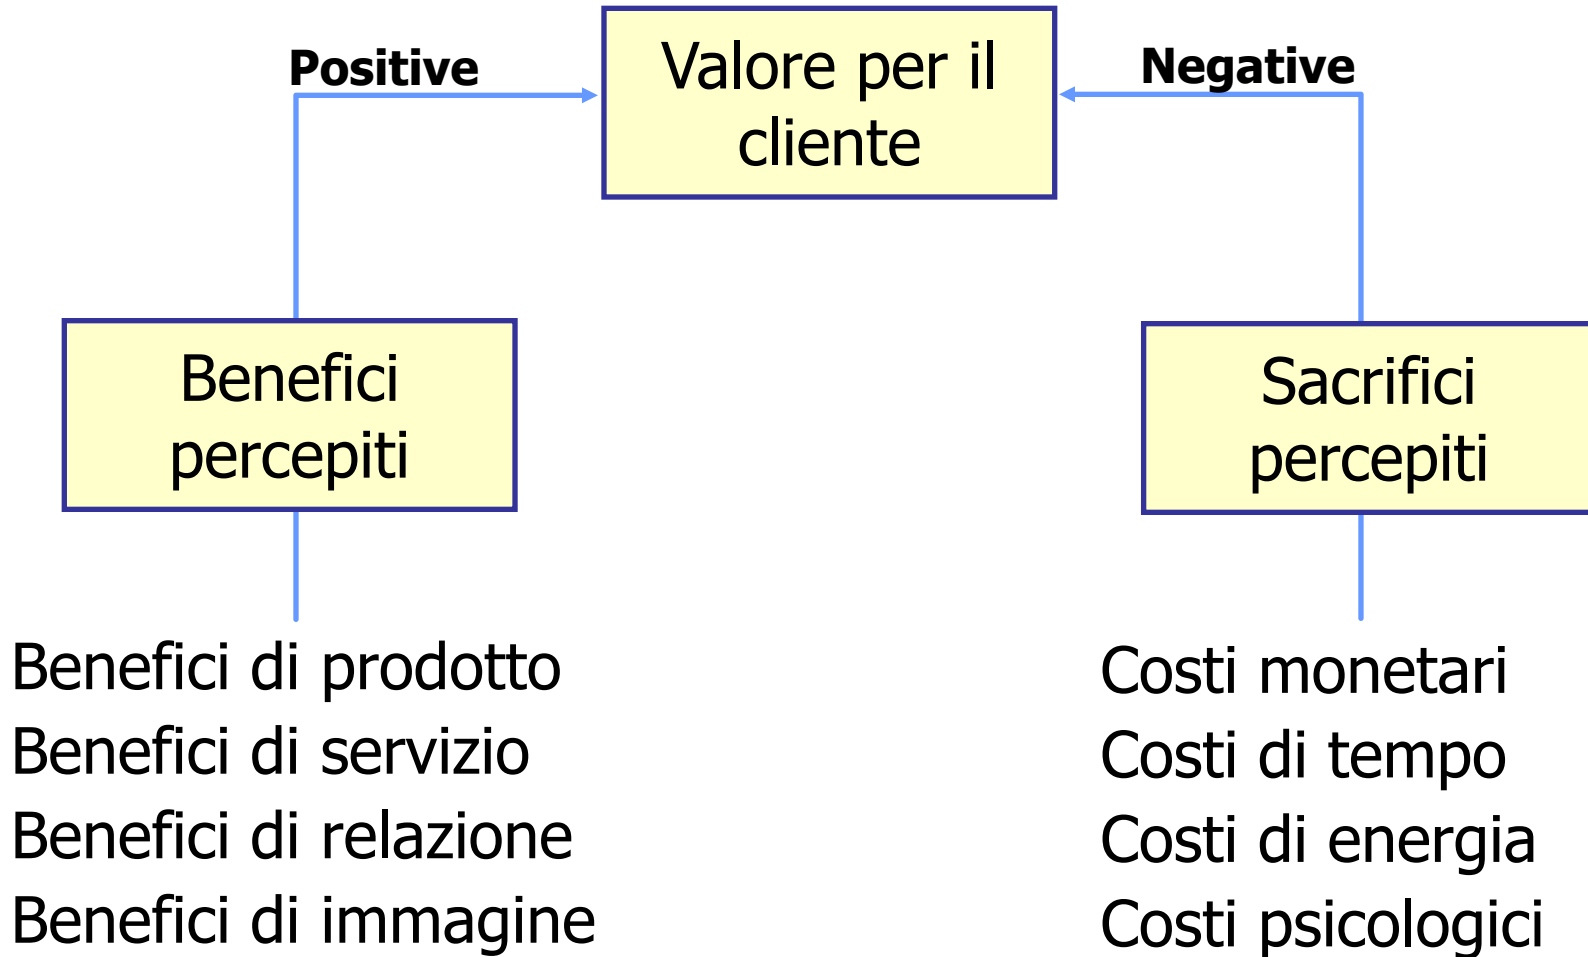 Positive
Valore per il
cliente
Negative
Benefici
percepiti
Sacrifici
percepiti
Benefici di prodotto
Benefici di servizio
Benefici di relazione
Benefici di immagine
Costi monetari
Costi di tempo
Costi di energia
Costi psicologici